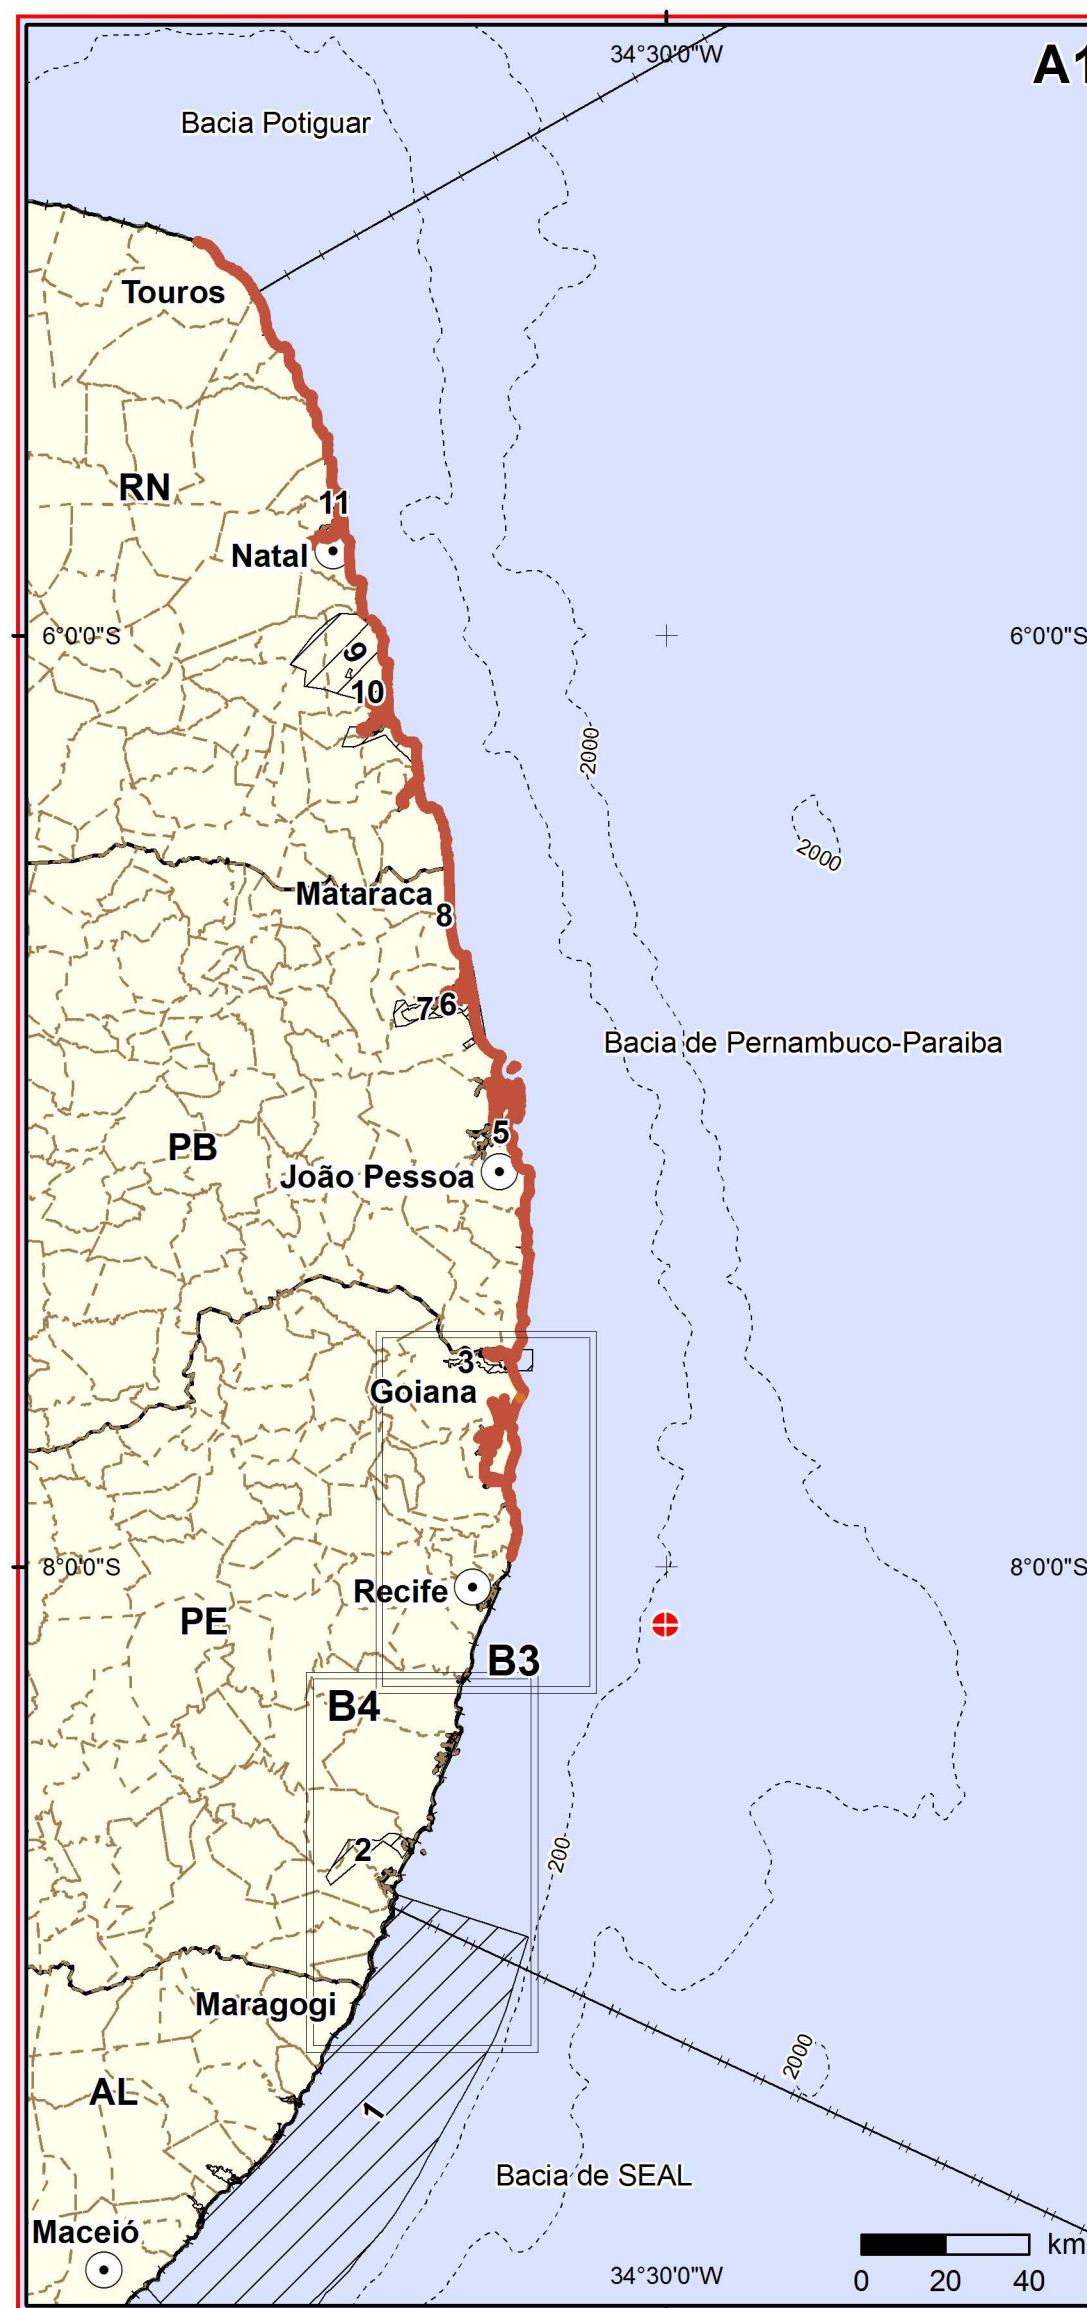 34°30'0"W
A1
Bacia Potiguar
Touros
RN
11
Natal
6°0'0"S
6°0'0"S
9
10
2000
2000
Mataraca
8
7
6
Bacia de Pernambuco-Paraiba
5
PB
João Pessoa
3
Goiana
8°0'0"S
8°0'0"S
Recife
PE
B3
B4
2
200
Maragogi
2000
AL
1
Bacia de SEAL
Maceió
km
34°30'0"W
0 20 40